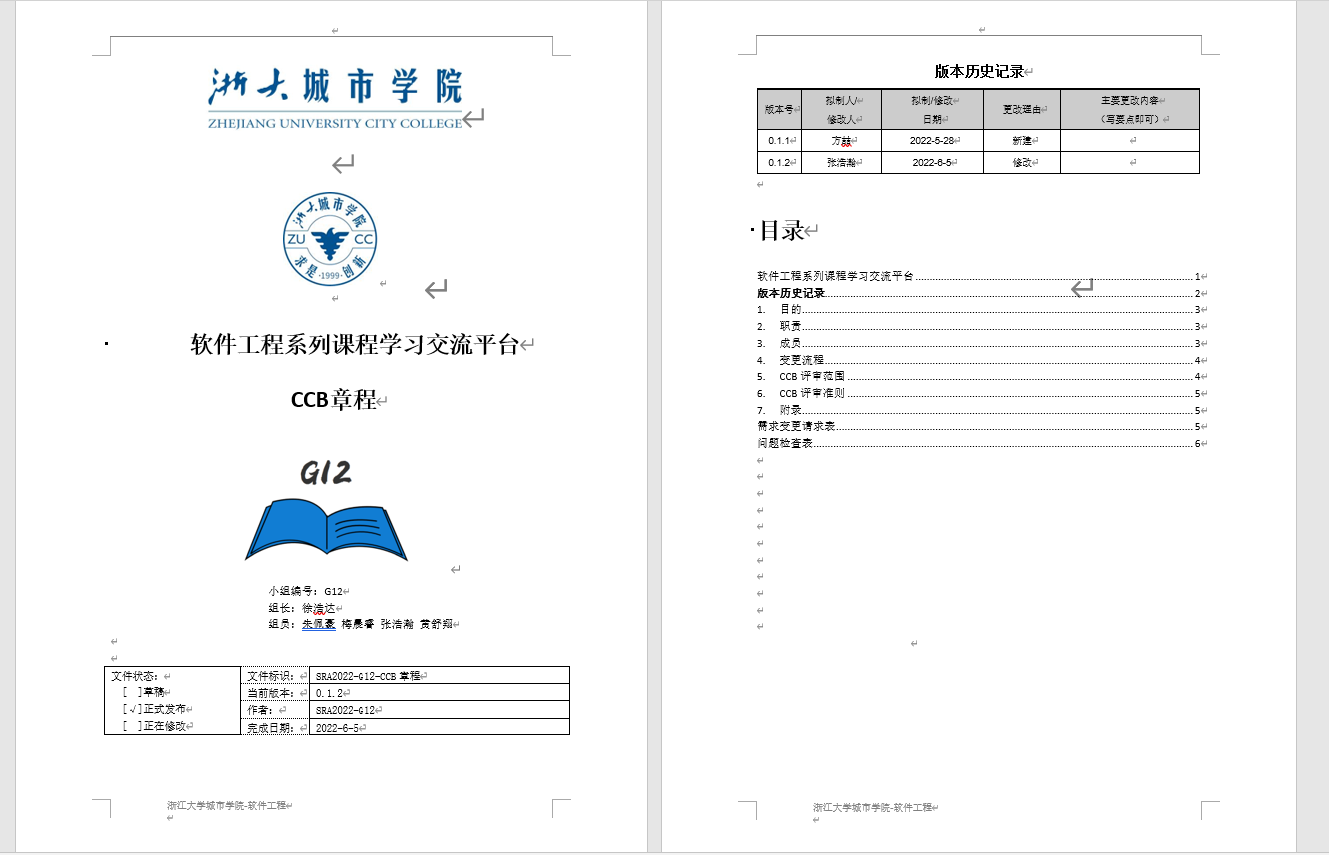 浙大城市学院
ZHEJIANG UNIVERSITY CITY COLLEGE
浙大城市学院
ZU CC
·1999·
求是 创新
软件工程系列课程学习交流平台
CCB 章程
G12
小组编号：G12
组长：徐浩达
组员：朱佩豪 梅晨睿 张浩瀚 黄舒翔
文件状态：
[ ]草稿
[√]正式发布
[ ]正在修改
文件标识： SRA2022-G12-CCB 章程
当前版本： 0.1.2
作者： SRA2022-G12
完成日期： 2022-6-5
浙江大学城市学院-软件工程
版本历史记录
版本号 拟制人/修改人 拟制/修改日期 更改理由 主要更改内容（写要点即可）
0.1.1 方喆 2022-5-28 新建
0.1.2 张浩瀚 2022-6-5 修改
目录
软件工程系列课程学习交流平台 1
版本历史记录 2
1. 目的 3
2. 职责 3
3. 成员 3
4. 变更流程 4
5. CCB 评审范围 4
6. CCB 评审准则 5
7. 附录 5
需求变更请求表 5
问题检查表 6
浙江大学城市学院-软件工程